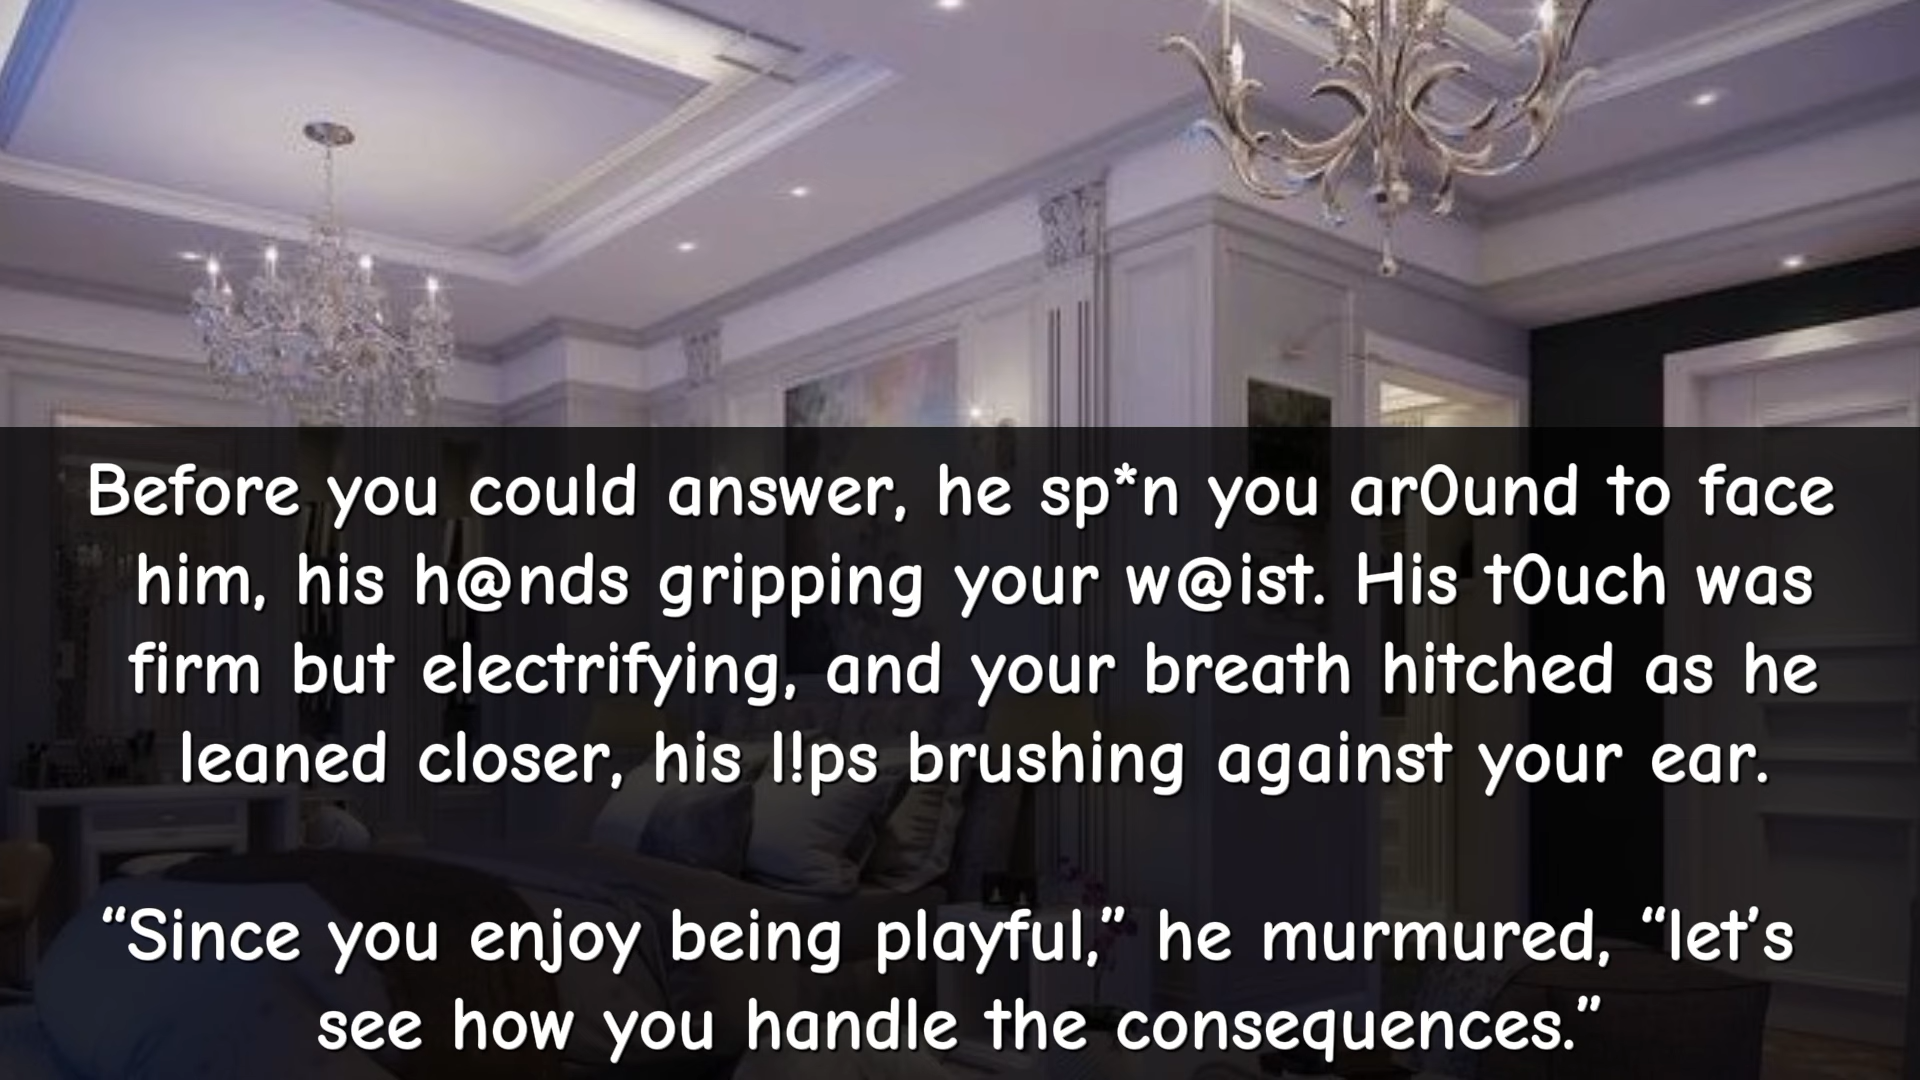 Before you could answer, he sp*n you ar0und to face
him, his h@nds gripping your w@ist. His t0uch was
firm but electrifying, and your breath hitched as he
leaned closer, his l!ps brushing against your ear.
“Since you enjoy being playful,” he murmured, “let’s
see how you handle the consequences.”